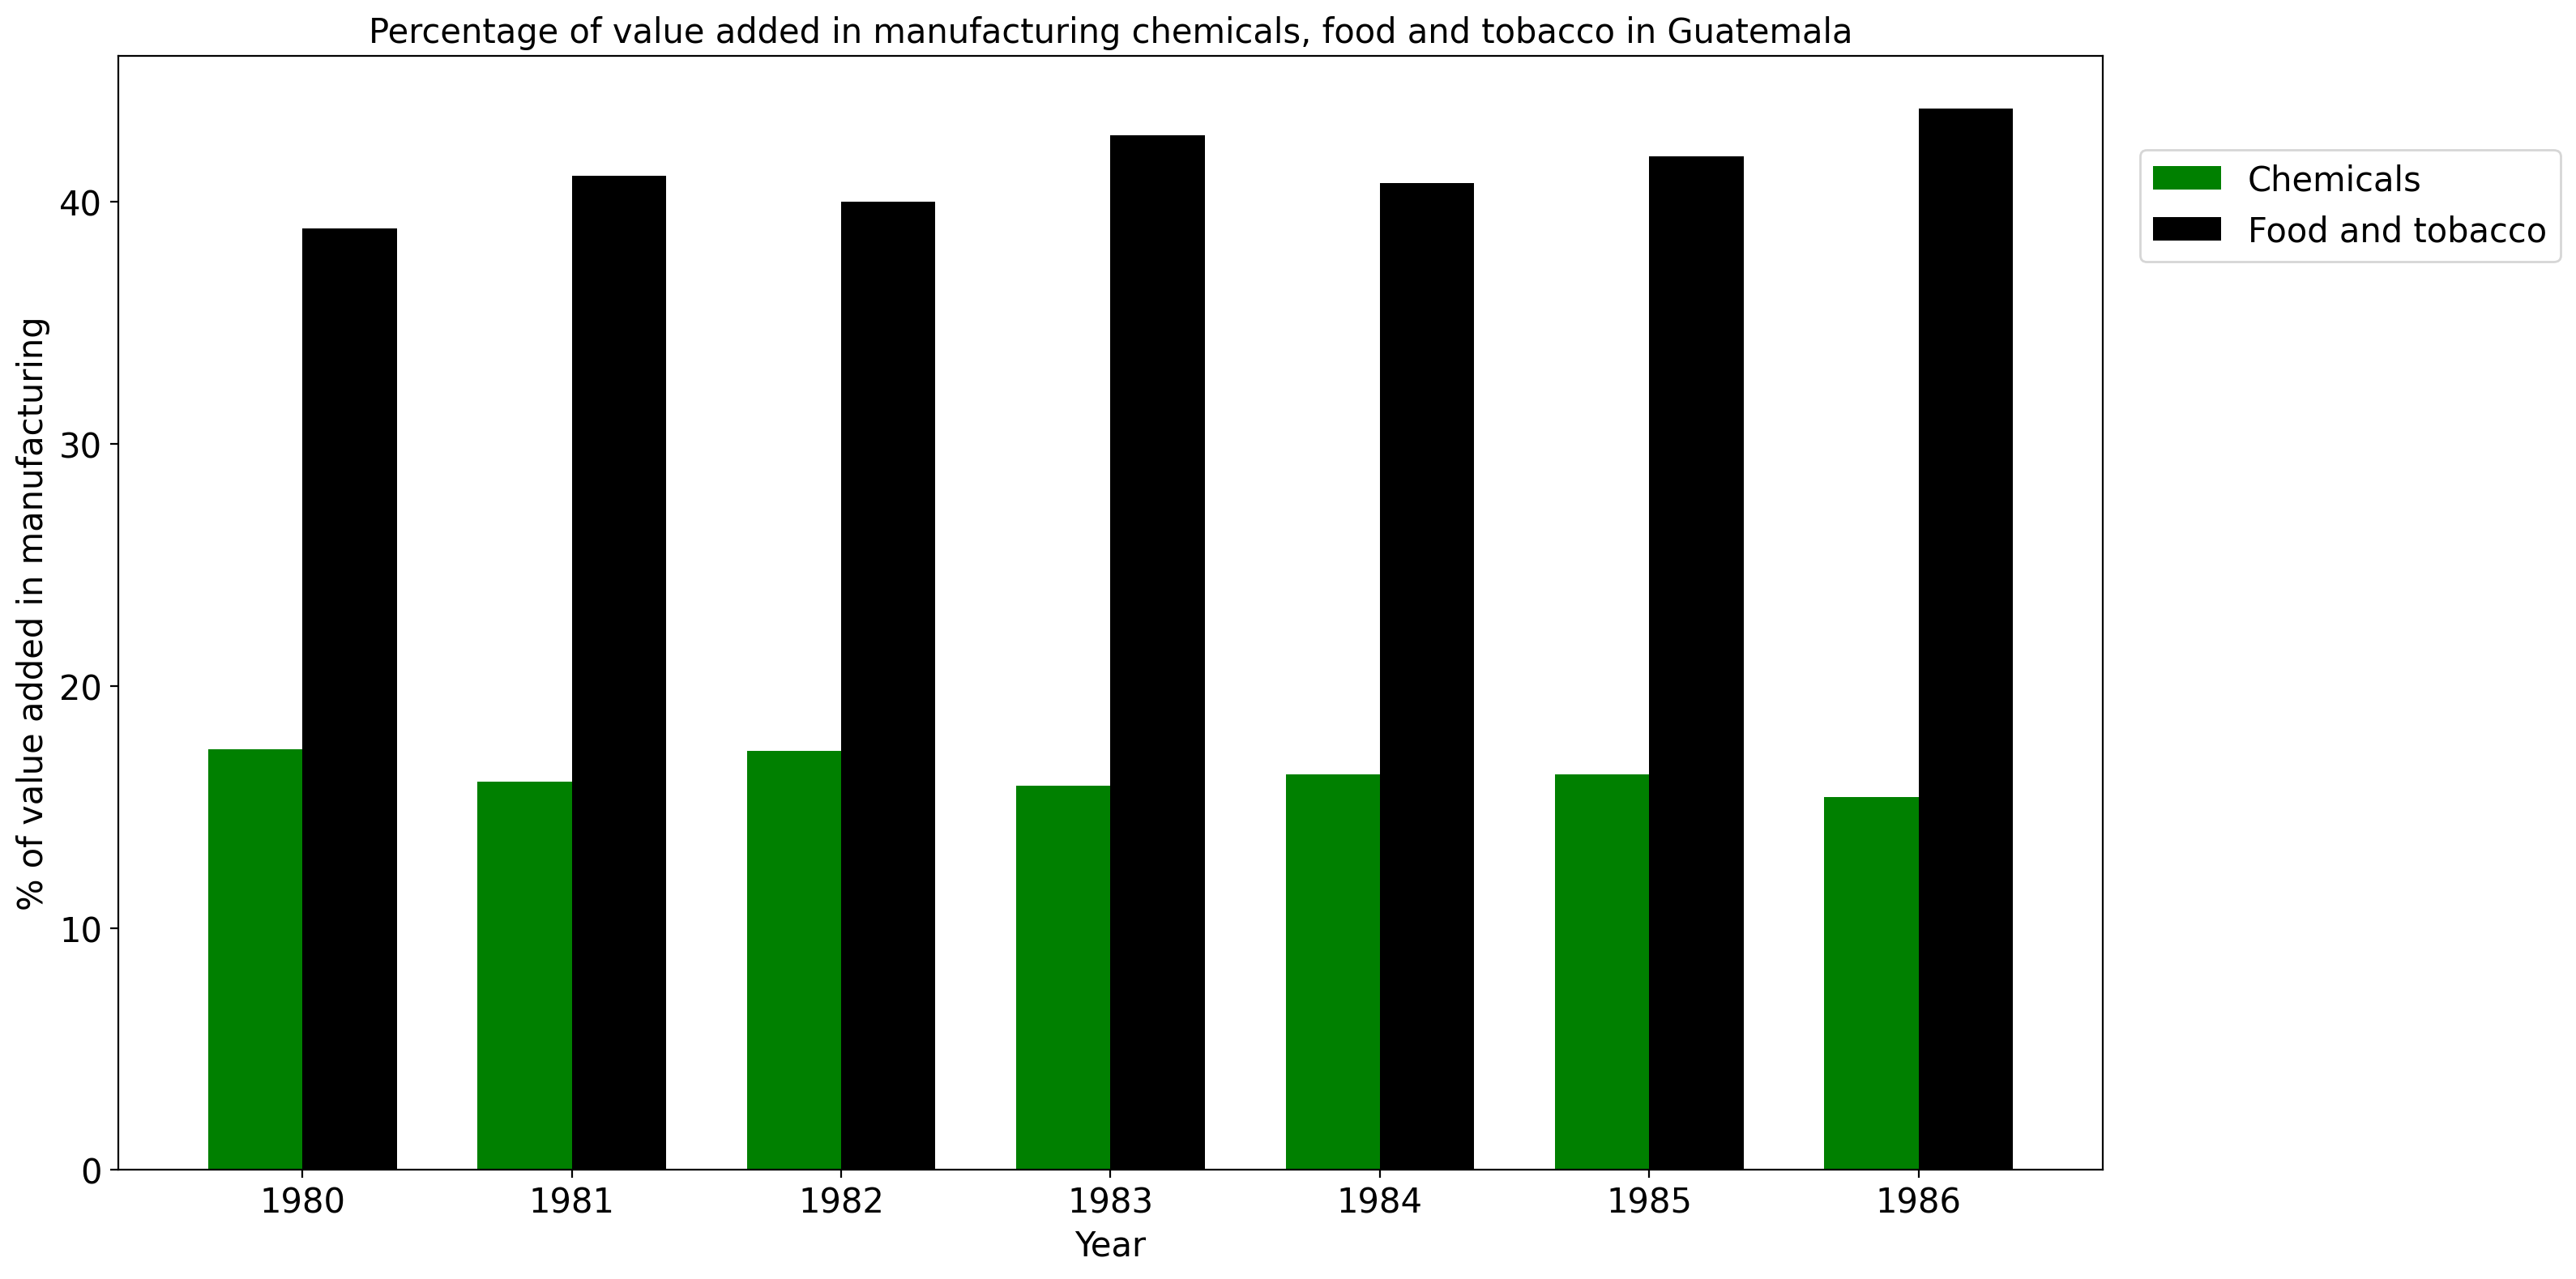 Percentage of value added in manufacturing chemicals, food and tobacco in Guatemala
% of value added in manufacturing
40
30
20
10
0
1980 1981 1982 1983 1984 1985 1986
Year
Chemicals
Food and tobacco